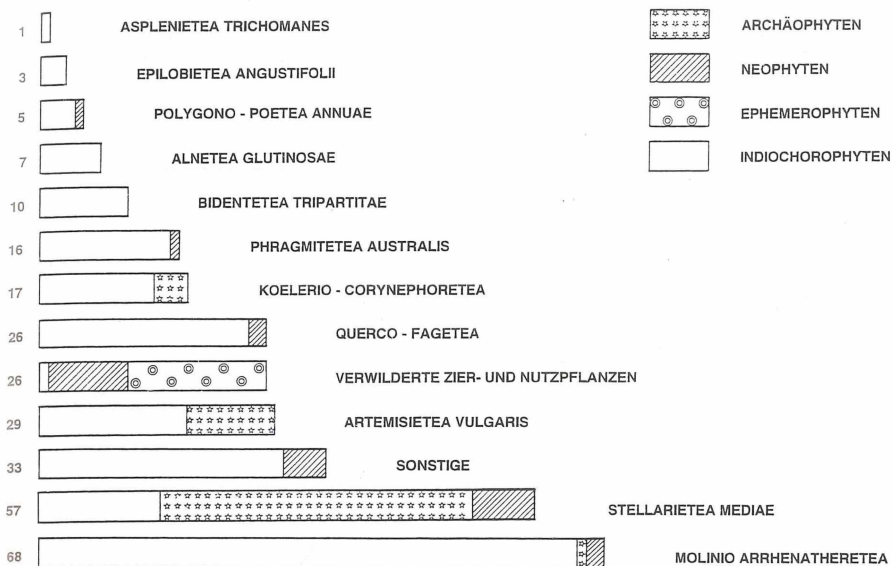 1 ASPLENIETEA TRICHOMANES
3 EPILOBIETEA ANGUSTIFOLII
5 POLYGONO - POETEA ANNUAE
7 ALNETEA GLUTINOSAE
10 BIDENTETEA TRIPARTITAE
16 PHRAGMITETEA AUSTRALIS
17 KOELERIO - CORYNEPHORETEA
26 QUERCO - FAGETEA
26 VERWILDERTE ZIER- UND NUTZPFLANZEN
29 ARTEMISIETEA VULGARIS
33 SONSTIGE
57 STELLARIETEA MEDIAE
68 MOLINIO ARRHENATHERETEA
ARCHÄOPHYTEN
NEOPHYTEN
EPHEMEROPHYTEN
INDIOCHOROPHYTEN